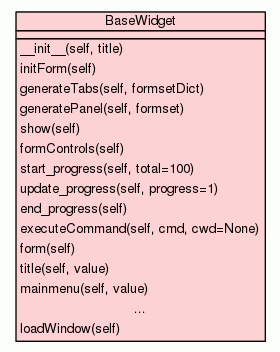 BaseWidget
__init__(self, title)
initForm(self)
generateTabs(self, formsetDict)
generatePanel(self, formset)
show(self)
formControls(self)
start_progress(self, total=100)
update_progress(self, progress=1)
end_progress(self)
executeCommand(self, cmd, cwd=None)
form(self)
title(self, value)
mainmenu(self, value)
...
loadWindow(self)